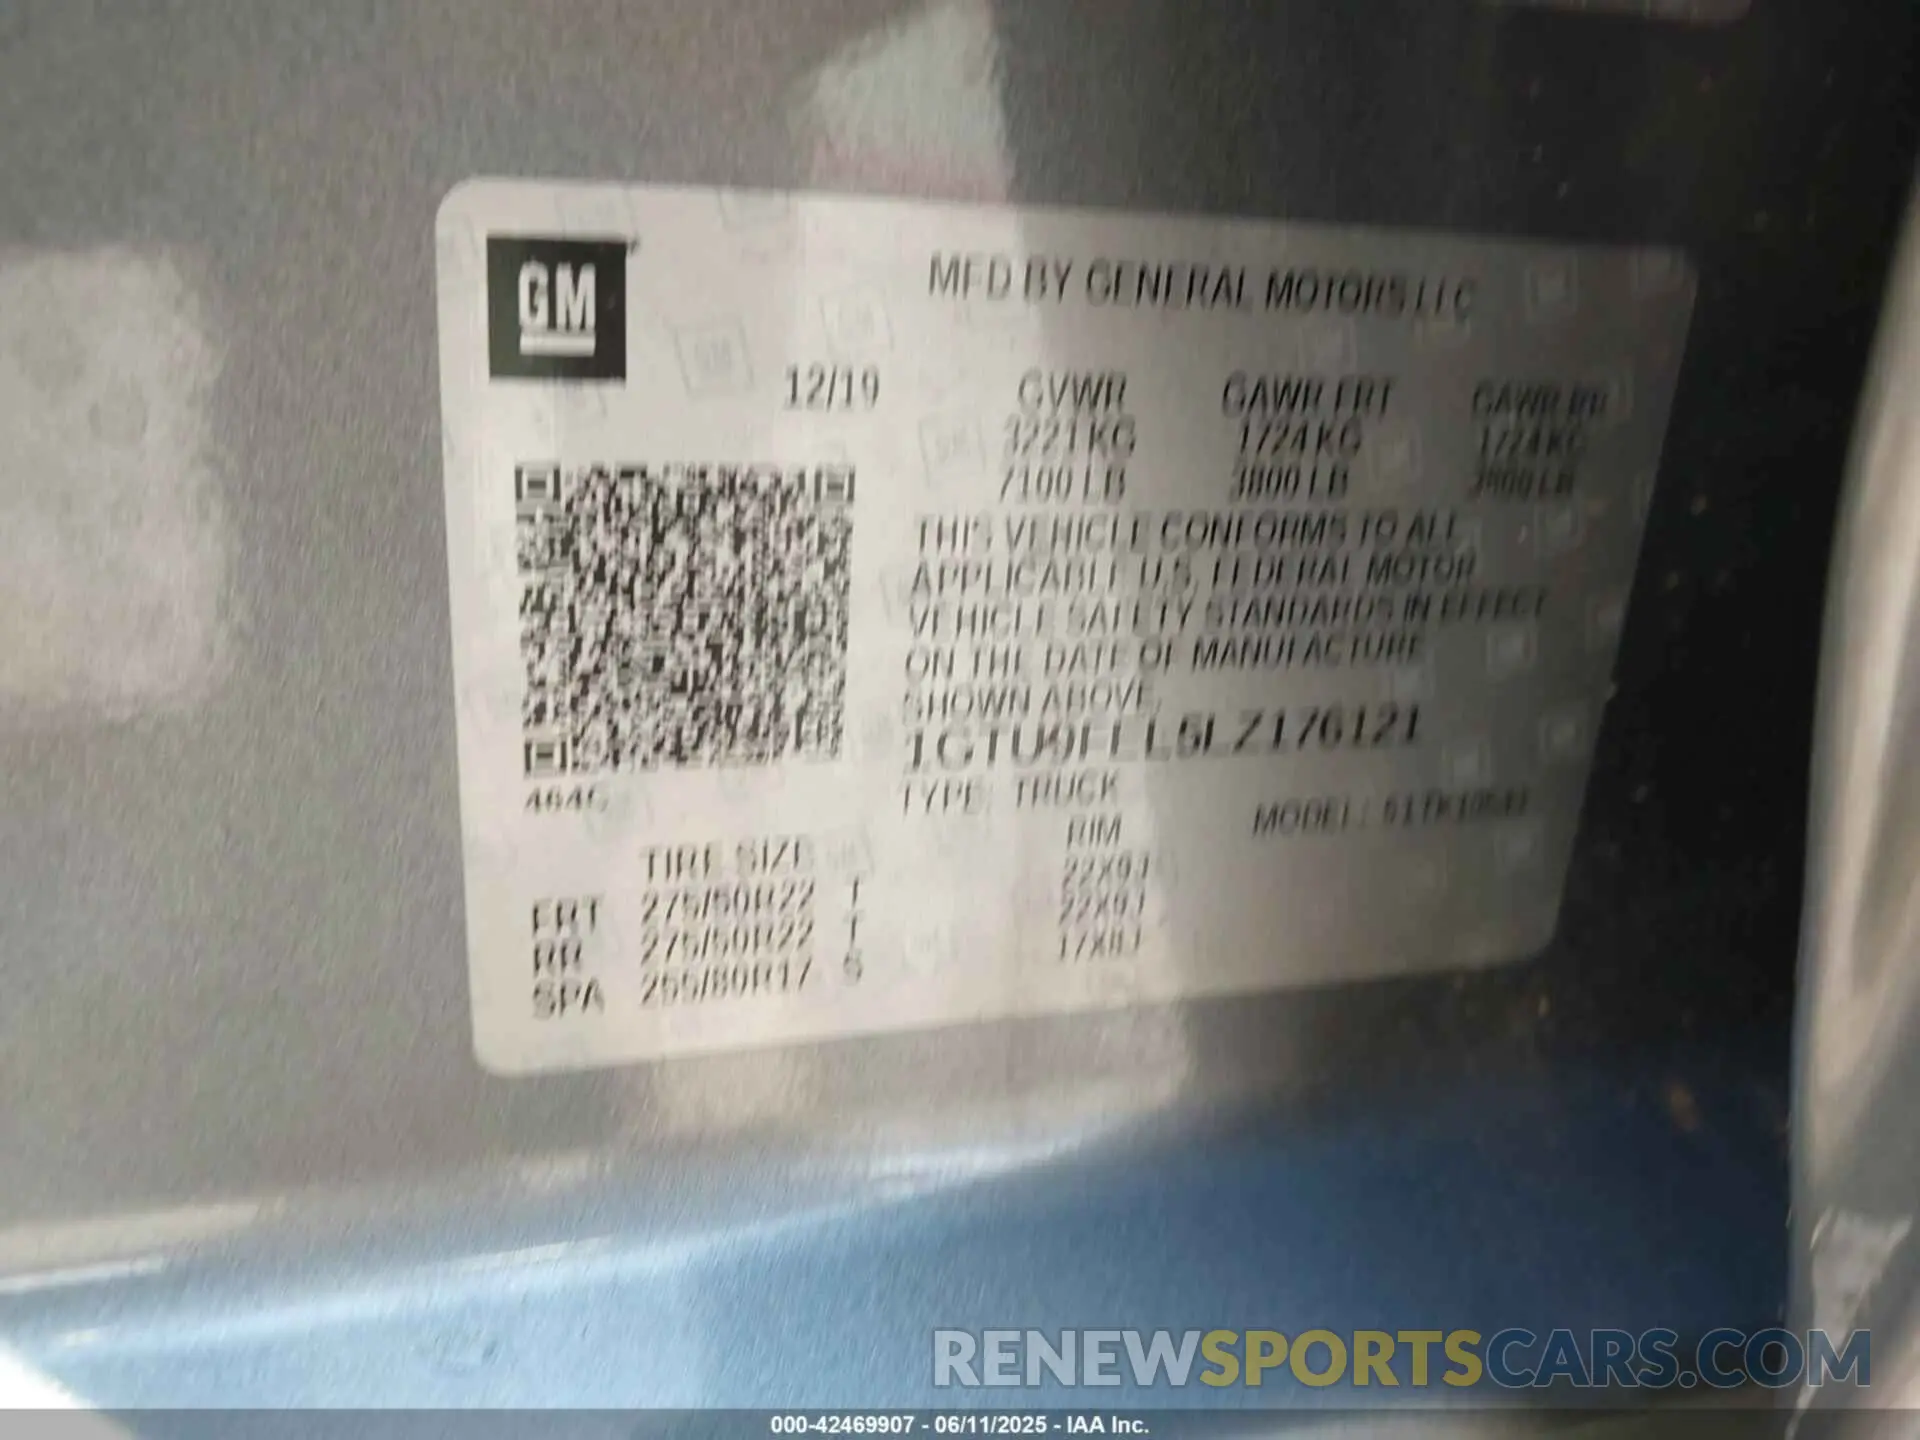 GM
MFD BY GENERAL MOTORS LLC
12/19
GVWR GAWR FRT GAWR RR
3221 KG 1724 KG 1724 KG
7100 LB 3800 LB 3800 LB
THIS VEHICLE CONFORMS TO ALL
APPLICABLE U.S. FEDERAL MOTOR
VEHICLE SAFETY STANDARDS IN EFFECT
ON THE DATE OF MANUFACTURE
SHOWN ABOVE.
1GTU9FEL5LZ176121
464G
TYPE: TRUCK
MODEL:
TIRE SIZE RIM
FRT 275/50R22 T 22X9J
RR 275/50R22 T 22X9J
SPA 255/80R17 S 17X8J
RENEWSPORTSCARS.COM
000-42469907 - 06/11/2025 - IAA Inc.